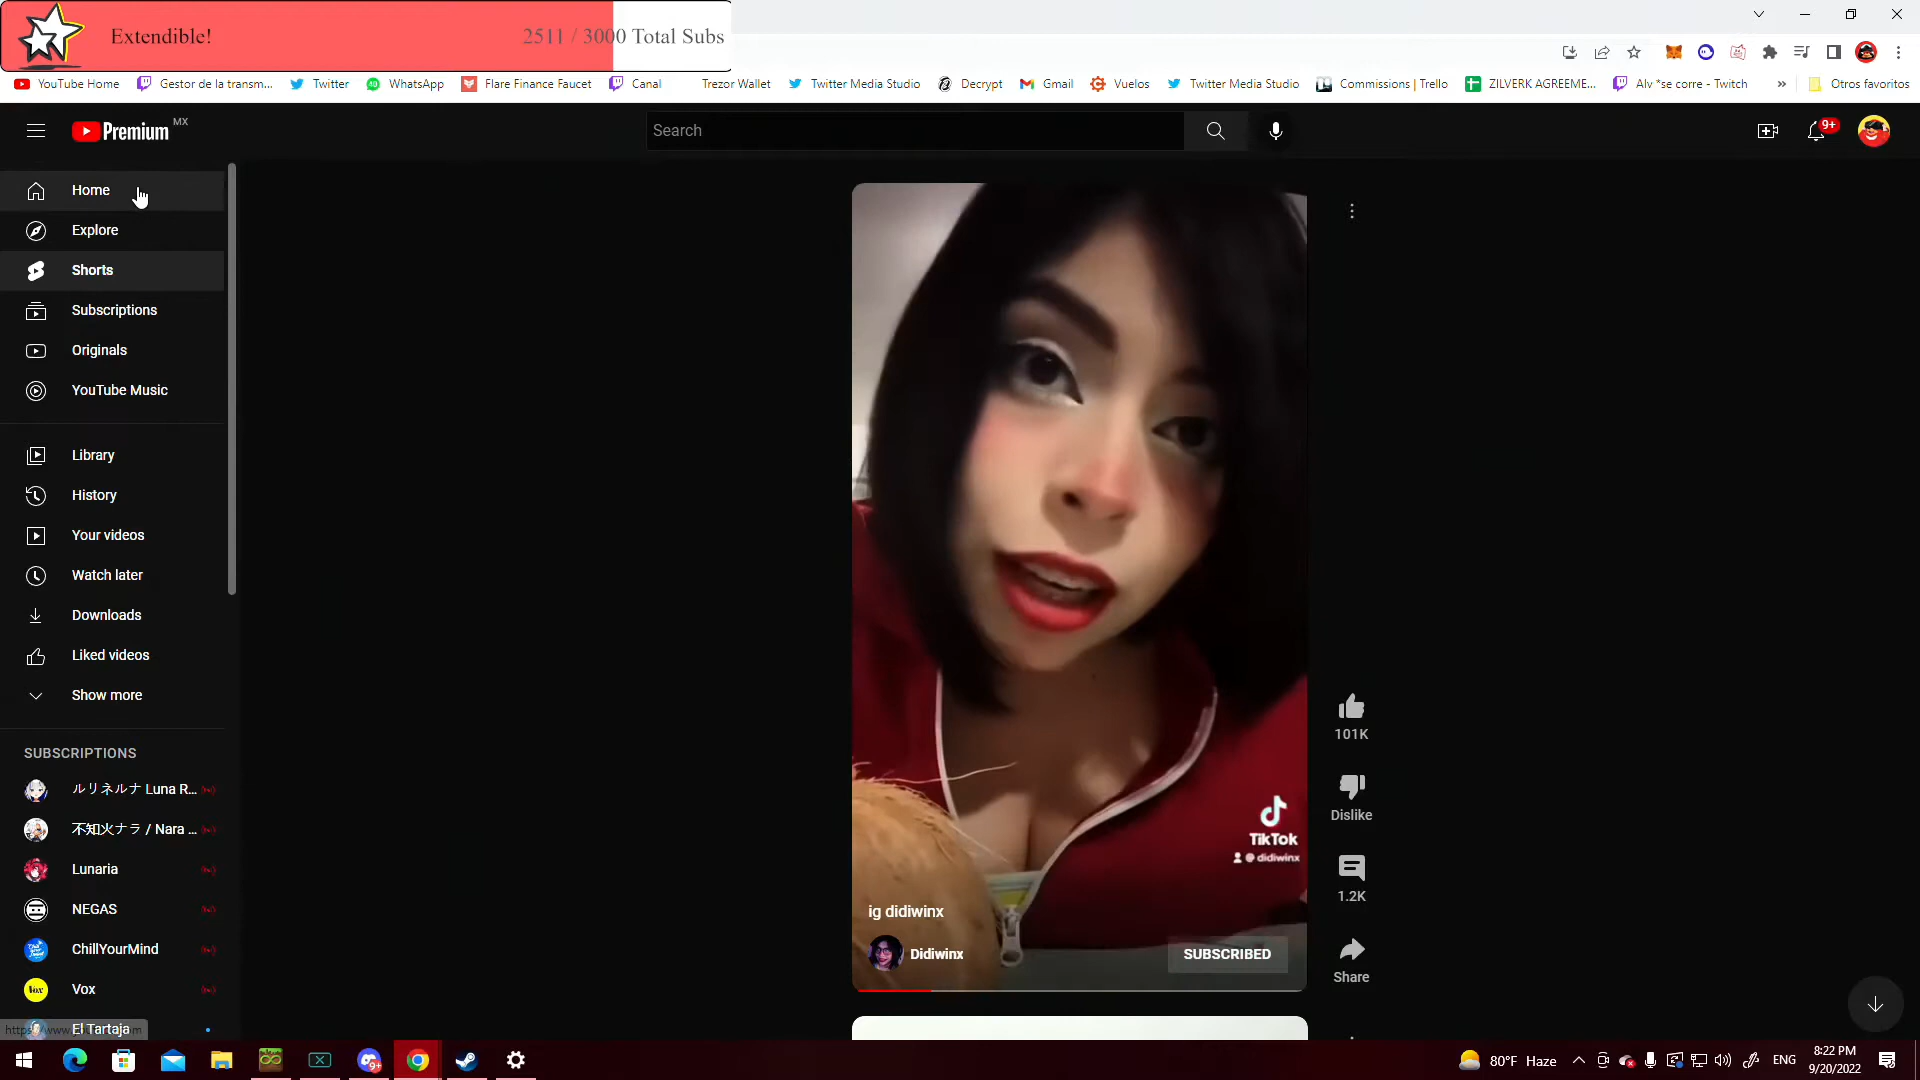 Extendible!
2511 / 3000 Total Subs
YouTube Home
Gestor de la transm...
Twitter
WhatsApp
Flare Finance Faucet
Canal
Trezor Wallet
Twitter Media Studio
Decrypt
Gmail
Vuelos
Twitter Media Studio
Commissions | Trello
ZILVERK AGREEME...
Alv *se corre - Twitch
»
Otros favoritos
Premium MX
Search
9+
Home
Explore
Shorts
Subscriptions
Originals
YouTube Music
Library
History
Your videos
Watch later
Downloads
Liked videos
Show more
SUBSCRIPTIONS
ルリネルナ Luna R...
不知火ナラ / Nara ...
Lunaria
NEGAS
ChillYourMind
Vox
El Tartaja
TikTok
@didiwinx
ig didiwinx
Didiwinx
SUBSCRIBED
101K
Dislike
1.2K
Share
80°F Haze
ENG
8:22 PM
9/20/2022